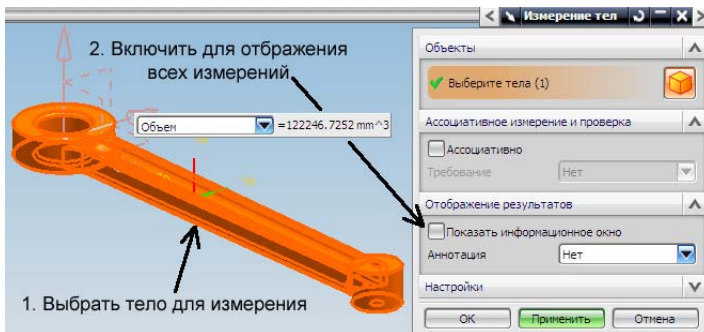 Измерение тел
2. Включить для отбражения
всех измерений
Объем =122246.7252 mm^3
1. Выбрать тело для измерения
Объекты
Выберите тела (1)
Ассоциативное измерение и проверка
Ассоциативно
Требование Нет
Отображение результатов
Показать информационное окно
Аннотация Нет
Настройки
OK Применить Отмена